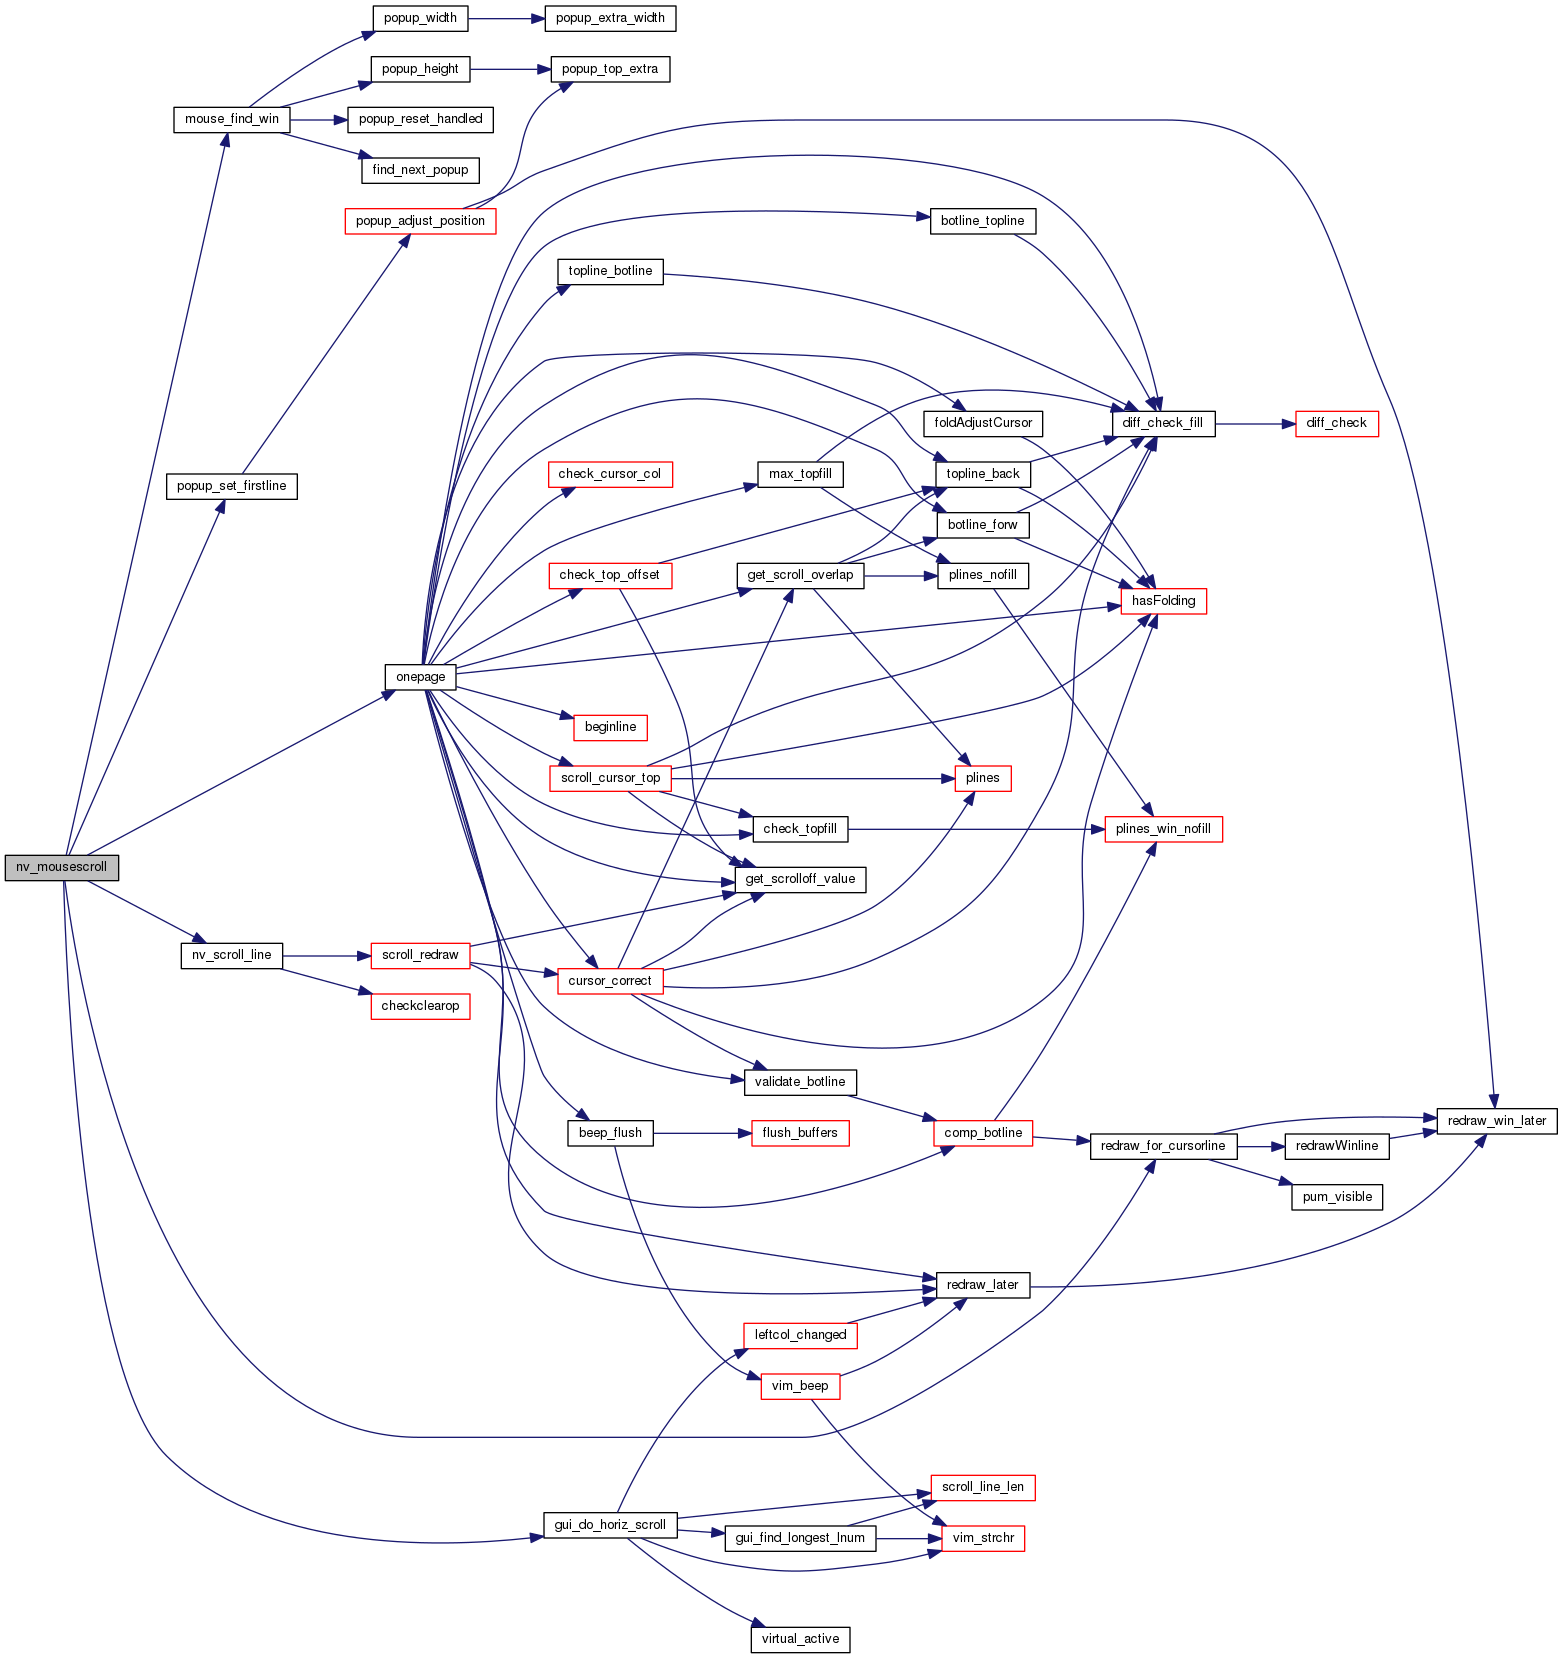 popup_width
popup_extra_width
popup_height
popup_top_extra
mouse_find_win
popup_reset_handled
find_next_popup
popup_adjust_position
botline_topline
topline_botline
foldAdjustCursor
diff_check_fill
diff_check
check_cursor_col
max_topfill
topline_back
popup_set_firstline
botline_forw
check_top_offset
get_scroll_overlap
plines_nofill
hasFolding
onepage
beginline
scroll_cursor_top
plines
check_topfill
plines_win_nofill
nv_mousescroll
get_scrolloff_value
nv_scroll_line
scroll_redraw
cursor_correct
checkclearop
validate_botline
beep_flush
flush_buffers
comp_botline
redraw_for_cursorline
redrawWinline
redraw_win_later
pum_visible
redraw_later
leftcol_changed
vim_beep
scroll_line_len
gui_do_horiz_scroll
gui_find_longest_lnum
vim_strchr
virtual_active